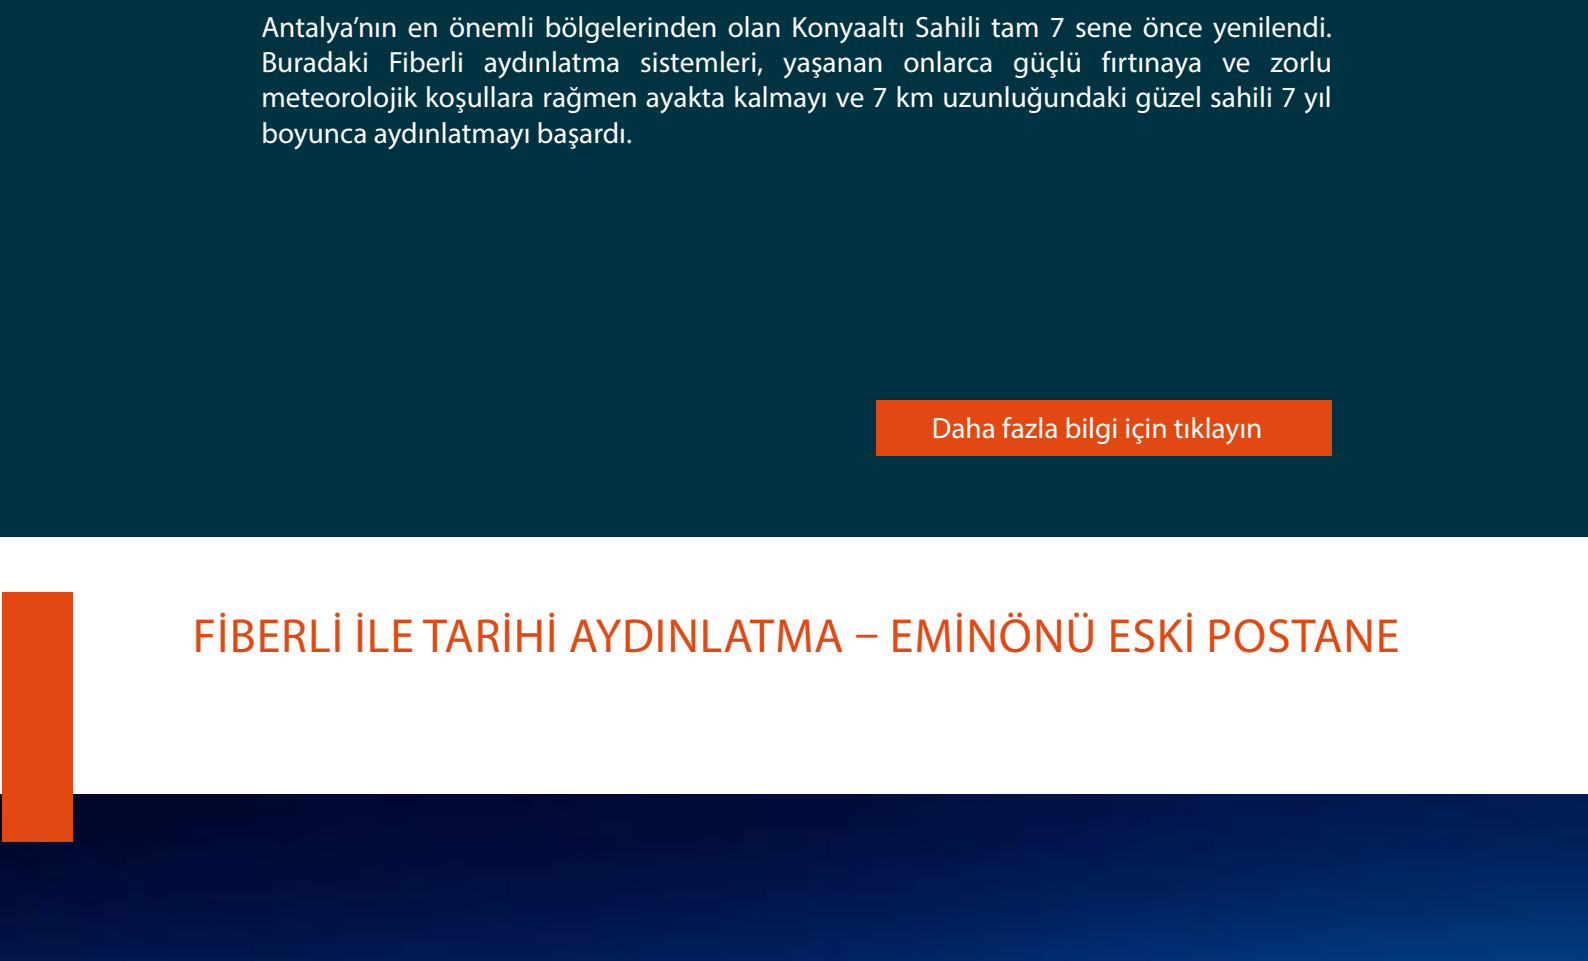 Antalya’nın en önemli bölgelerinden olan Konyaaltı Sahili tam 7 sene önce yenilendi.
Buradaki Fiberli aydınlatma sistemleri, yaşanan onlarca güçlü fırtınaya ve zorlu
meteorolojik koşullara rağmen ayakta kalmayı ve 7 km uzunluğundaki güzel sahili 7 yıl
boyunca aydınlatmayı başardı.
Daha fazla bilgi için tıklayın
FİBERLİ İLE TARİHİ AYDINLATMA – EMİNÖNÜ ESKİ POSTANE